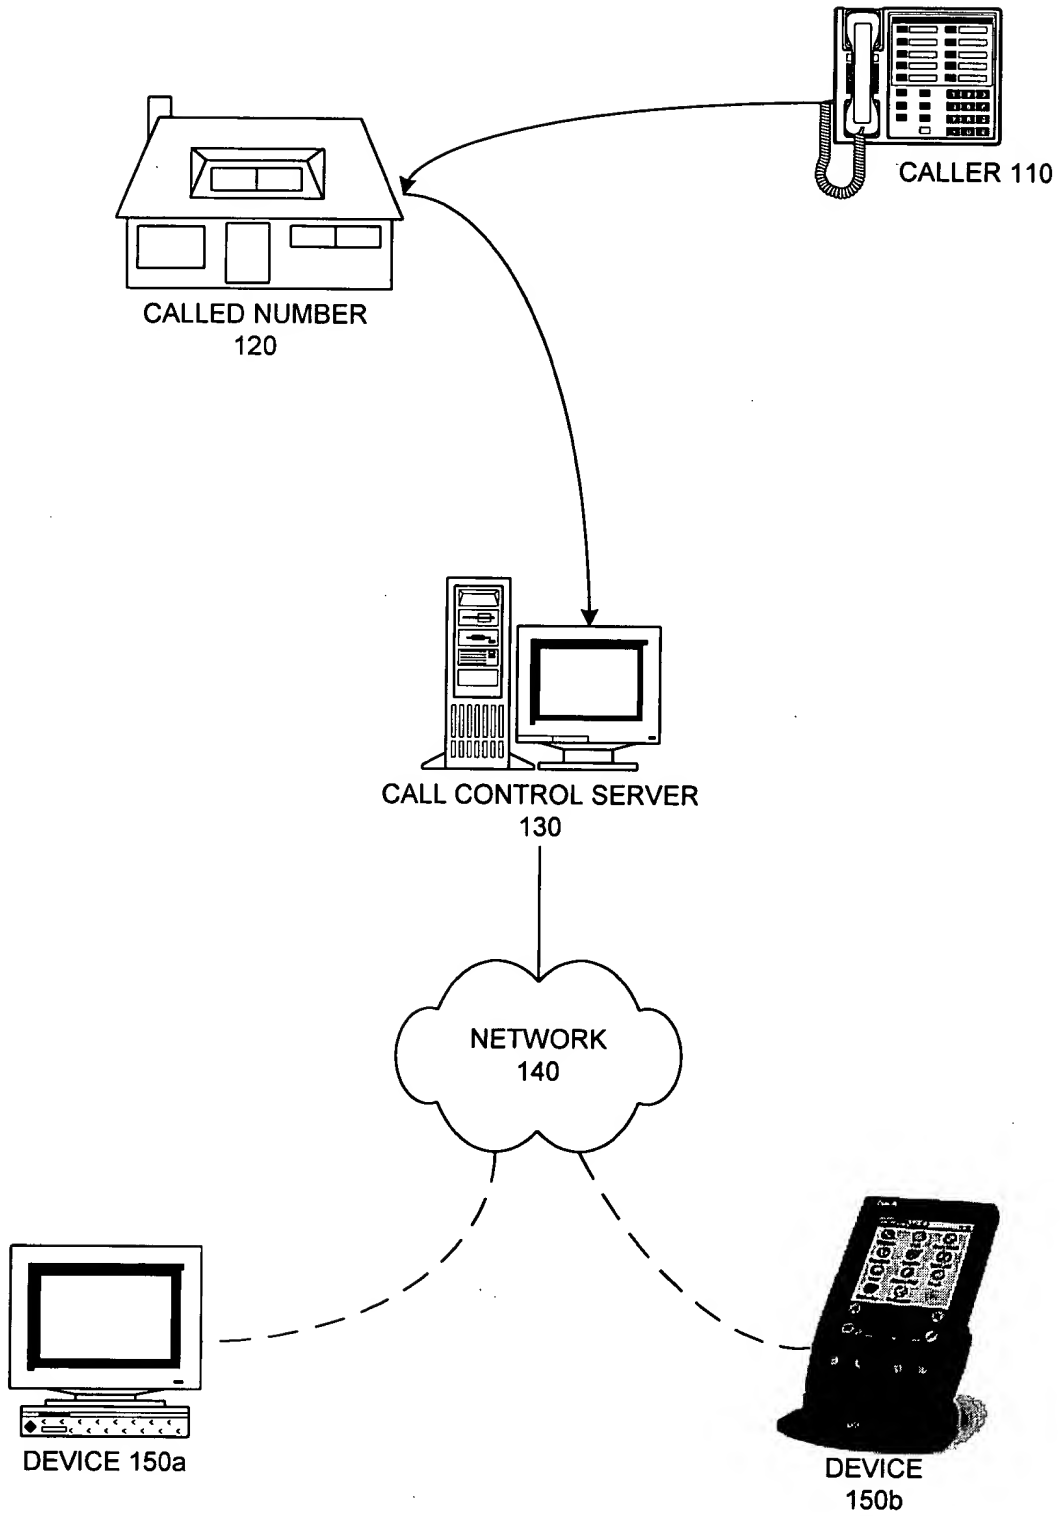 CALLER 110
CALLED NUMBER
120
CALL CONTROL SERVER
130
NETWORK
140
DEVICE 150a
DEVICE
150b